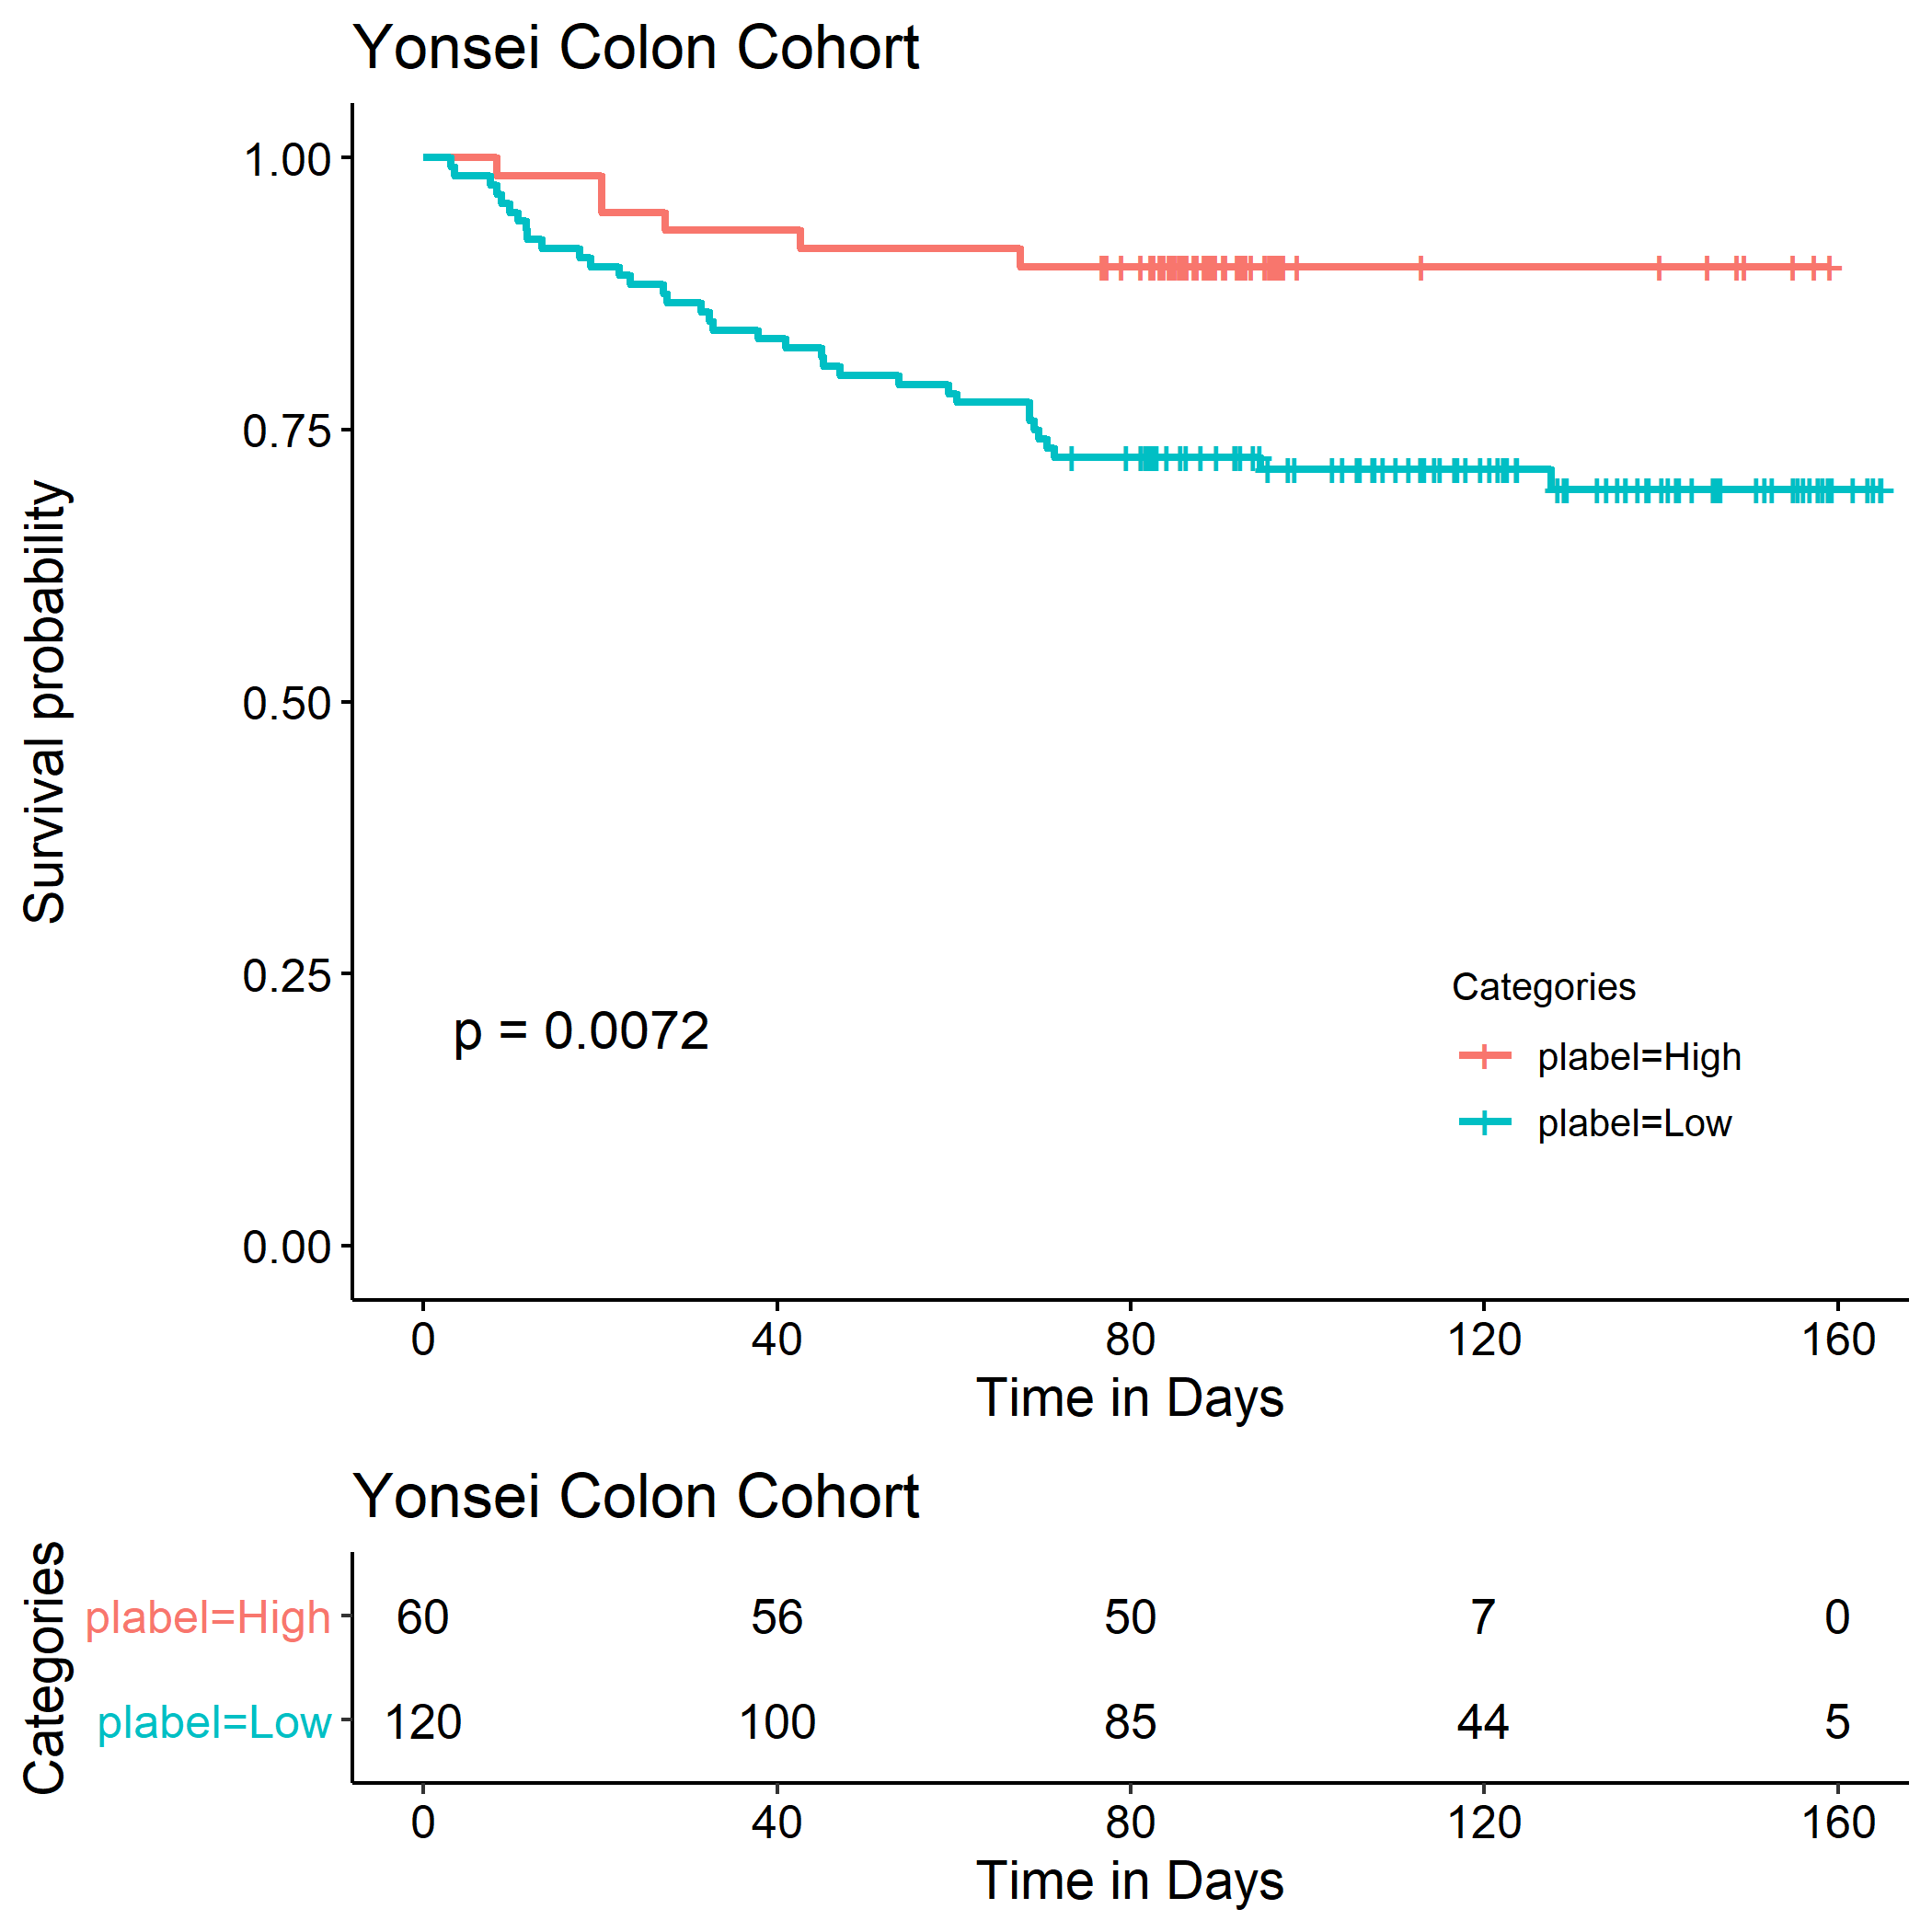 Yonsei Colon Cohort
1.00
0.75
0.50
0.25
0.00
Survival probability
p = 0.0072
Categories
plabel=High
plabel=Low
0 40 80 120 160
Time in Days
Yonsei Colon Cohort
Categories
plabel=High 60 56 50 7 0
plabel=Low 120 100 85 44 5
0 40 80 120 160
Time in Days